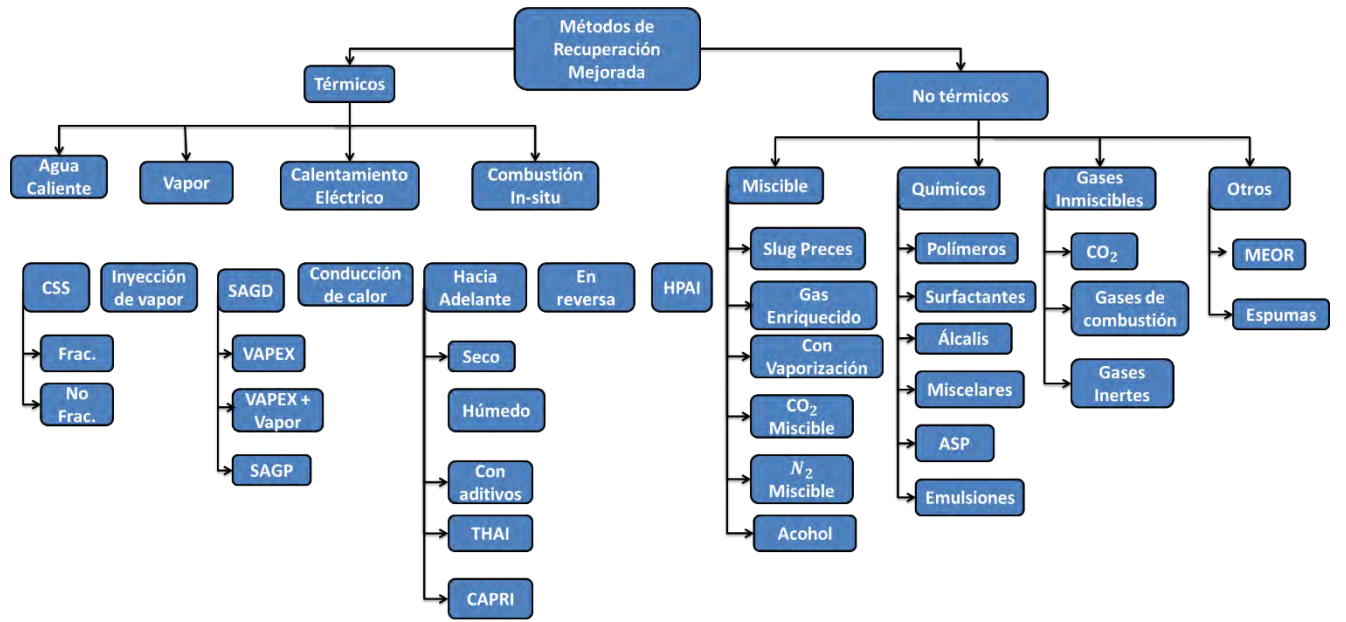 Métodos de
Recuperación
Mejorada
Térmicos
No térmicos
Agua
Caliente
Vapor
Calentamiento
Eléctrico
Combustión
In-situ
Miscible
Químicos
Gases
Inmiscibles
Otros
CSS
Inyección
de vapor
SAGD
Conducción
de calor
Hacia
Adelante
En
reversa
HPAI
Frac.
No
Frac.
VAPEX
VAPEX +
Vapor
SAGP
Seco
Húmedo
Con
aditivos
THAI
CAPRI
Slug Preces
Gas
Enriquecido
Con
Vaporización
CO₂
Miscible
N₂
Miscible
Acohol
Polímeros
Surfactantes
Álcalis
Miscelares
ASP
Emulsiones
CO₂
Gases de
combustión
Gases
Inertes
MEOR
Espumas